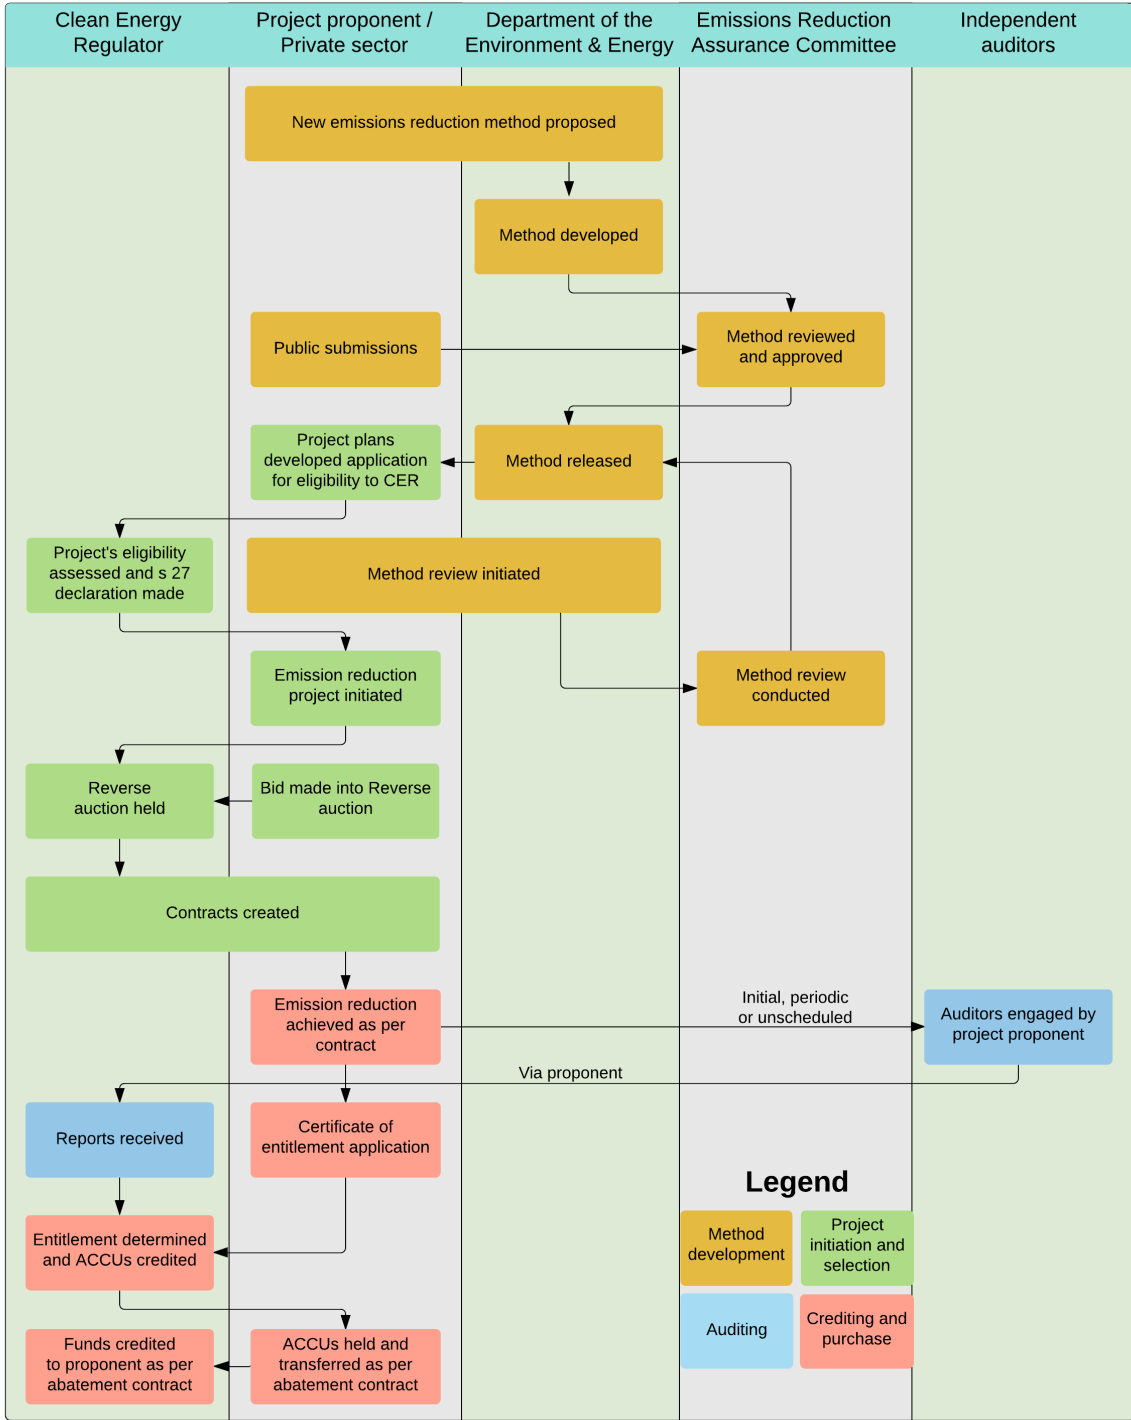 Clean Energy
Regulator
Project proponent /
Private sector
Department of the
Environment & Energy
Emissions Reduction
Assurance Committee
Independent
auditors
New emissions reduction method proposed
Method developed
Public submissions
Method reviewed
and approved
Project plans
developed application
for eligibility to CER
Method released
Project's eligibility
assessed and s 27
declaration made
Method review initiated
Emission reduction
project initiated
Method review
conducted
Reverse
auction held
Bid made into Reverse
auction
Contracts created
Emission reduction
achieved as per
contract
Initial, periodic
or unscheduled
Auditors engaged by
project proponent
Via proponent
Reports received
Certificate of
entitlement application
Entitlement determined
and ACCUs credited
Funds credited
to proponent as per
abatement contract
ACCUs held and
transferred as per
abatement contract
Legend
Method
development
Project
initiation and
selection
Auditing
Crediting and
purchase